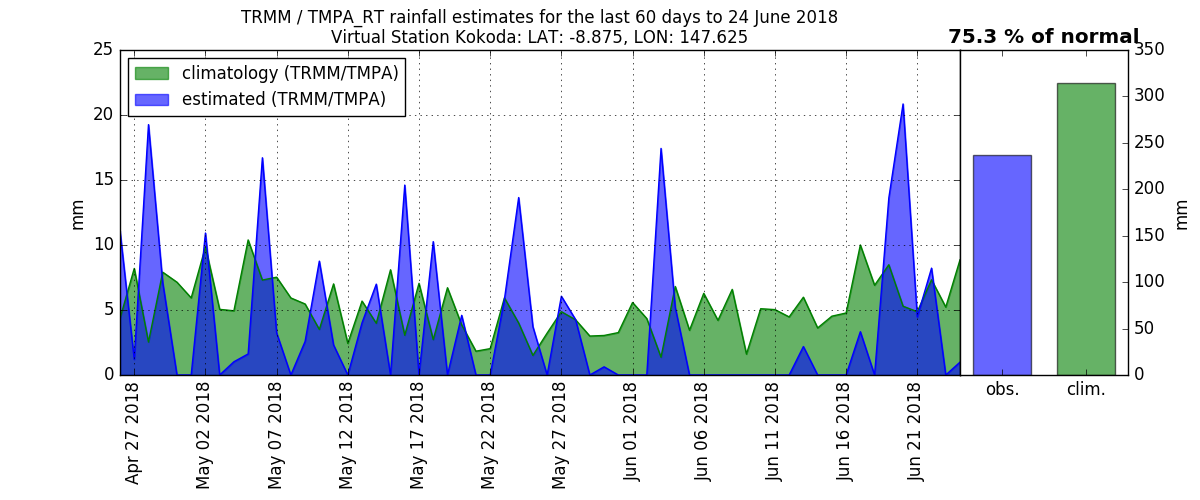 TRMM / TMPA_RT rainfall estimates for the last 60 days to 24 June 2018
Virtual Station Kokoda: LAT: -8.875, LON: 147.625
75.3 % of normal
climatology (TRMM/TMPA)
estimated (TRMM/TMPA)
mm
25
20
15
10
5
0
Apr 27 2018
May 02 2018
May 07 2018
May 12 2018
May 17 2018
May 22 2018
May 27 2018
Jun 01 2018
Jun 06 2018
Jun 11 2018
Jun 16 2018
Jun 21 2018
obs.
clim.
350
300
250
200
150
100
50
0
mm